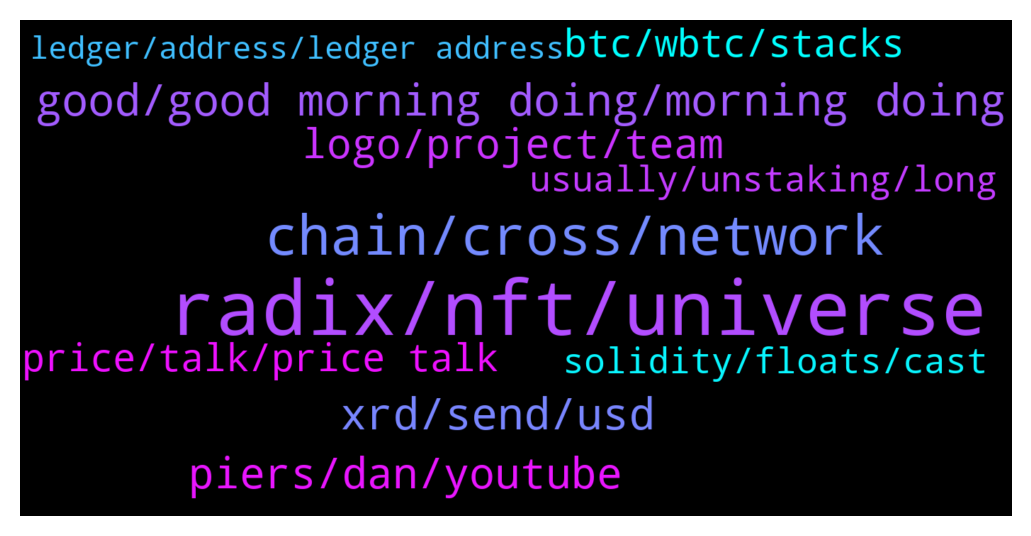 ledger/address/ledger address
btc/wbtc/stacks
good/good morning doing/morning doing
logo/project/team
usually/unstaking/long
chain/cross/network
radix/nft/universe
price/talk/price talk
solidity/floats/cast
xrd/send/usd
piers/dan/youtube